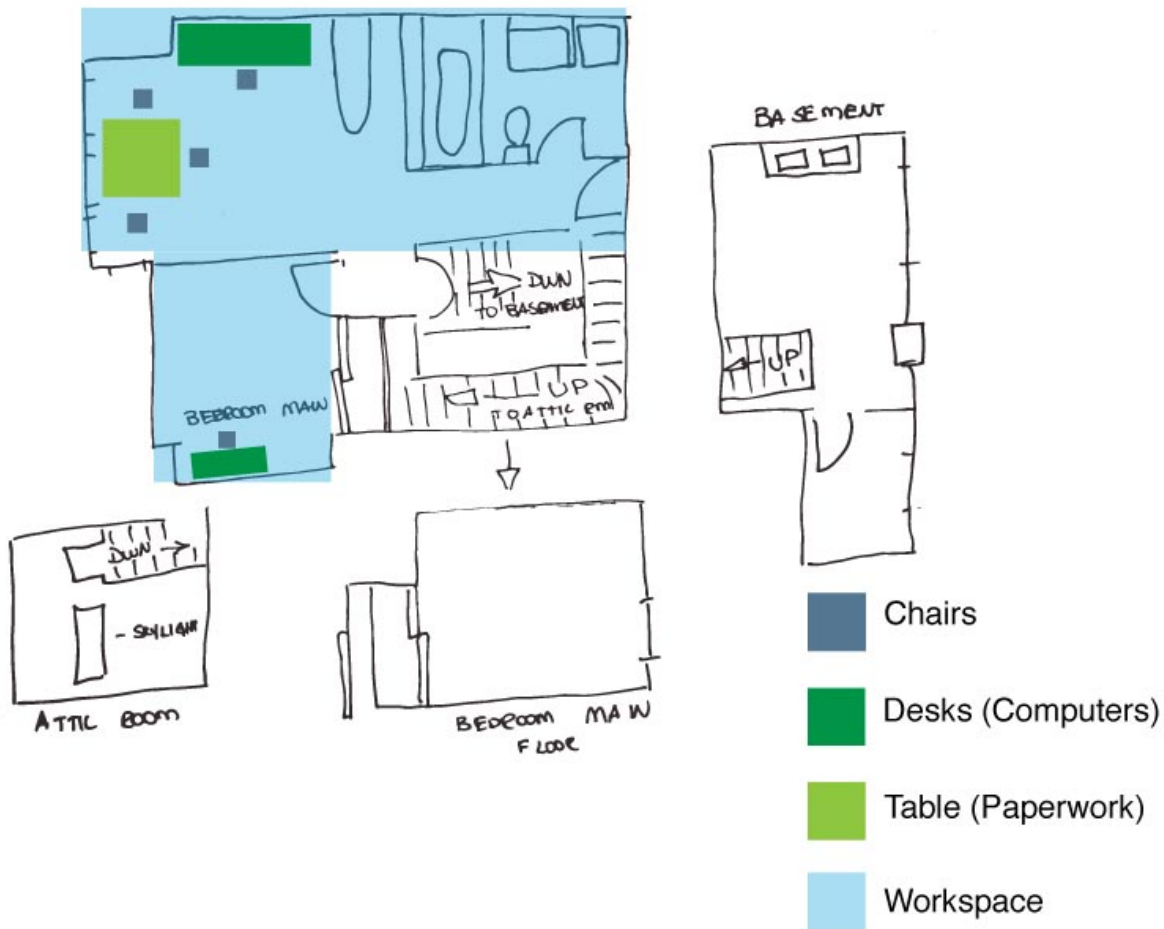 BASEMENT
DWN
TO BASEMENT
UP
BEDROOM MAIN
UP
TO ATTIC RM
DWN
- SKYLIGHT
ATTIC ROOM
BEDROOM MAIN
FLOOR
Chairs
Desks (Computers)
Table (Paperwork)
Workspace